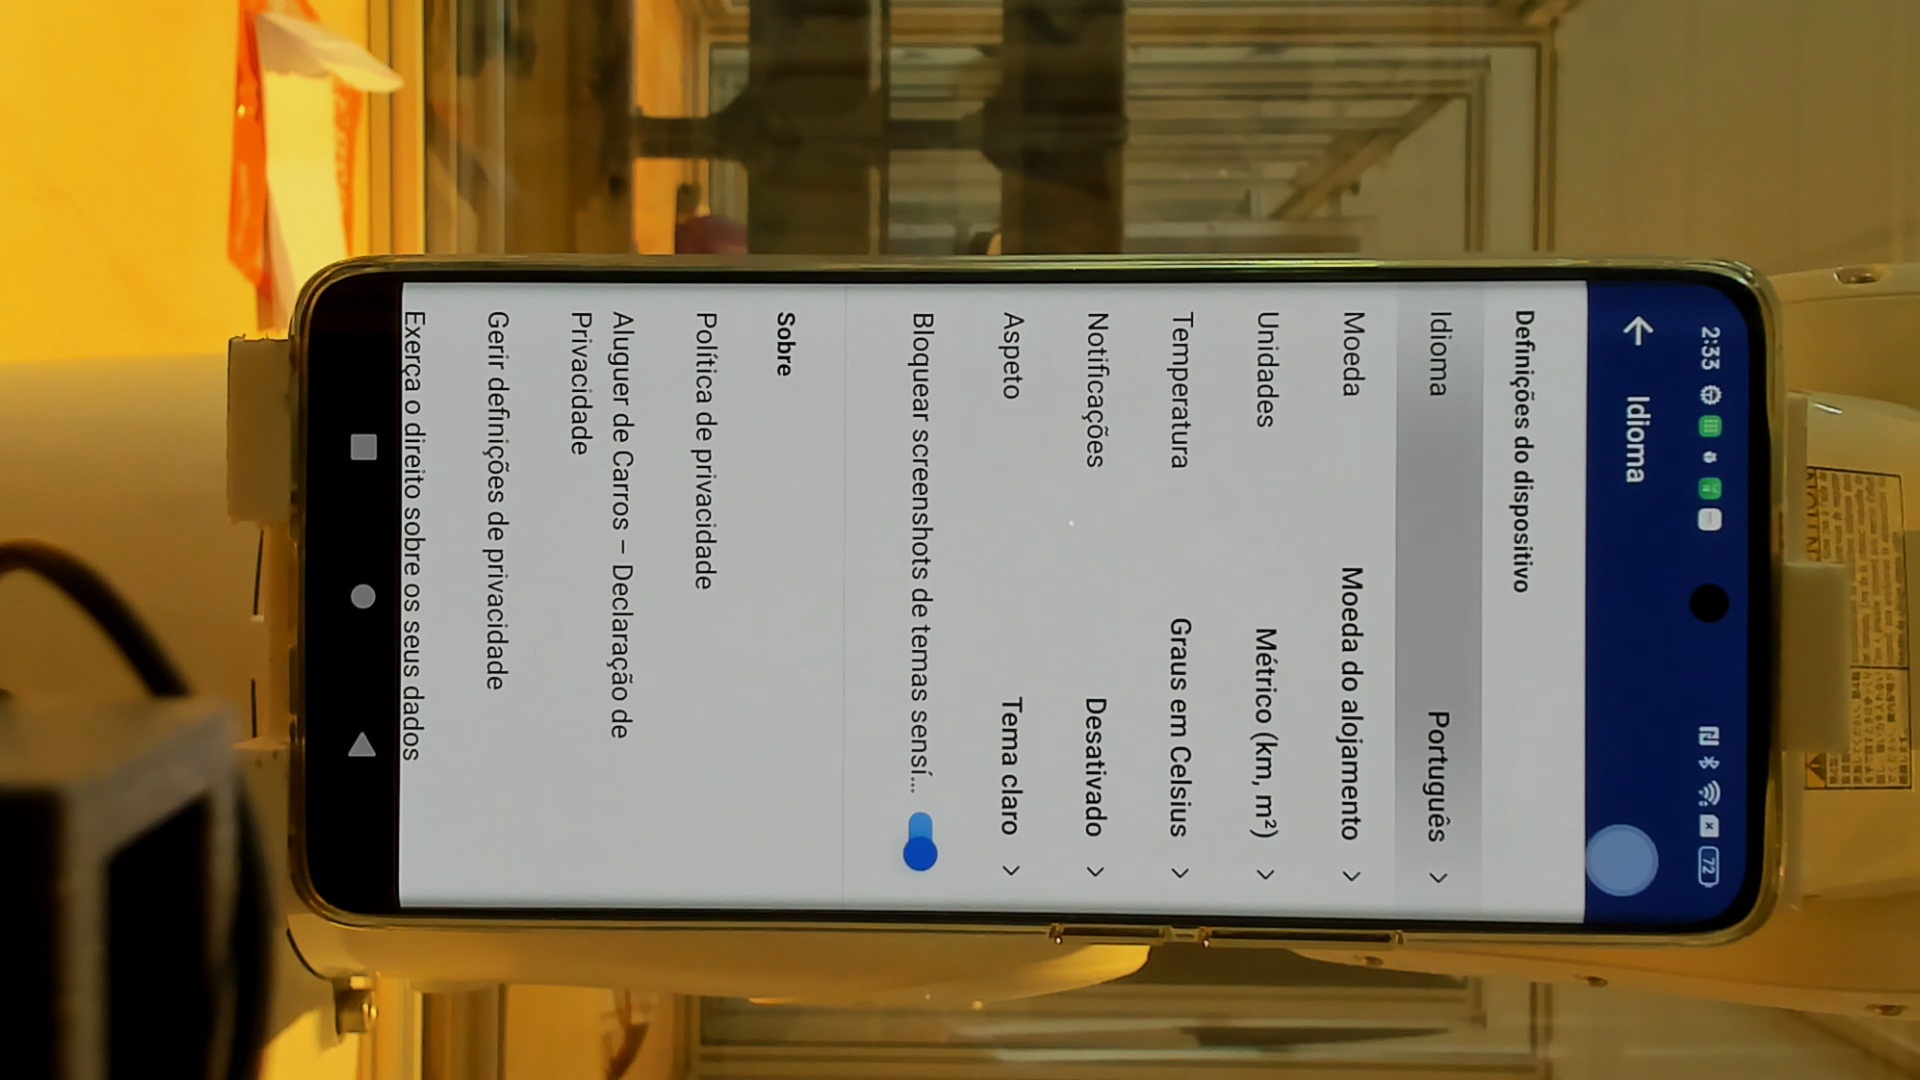 2:33
72
Idioma
Definições do dispositivo
Idioma Português
Moeda Moeda do alojamento
Unidades Métrico (km, m²)
Temperatura Graus em Celsius
Notificações Desativado
Aspeto Tema claro
Bloquear screenshots de temas sensí...
Sobre
Política de privacidade
Aluguer de Carros – Declaração de
Privacidade
Gerir definições de privacidade
Exerça o direito sobre os seus dados